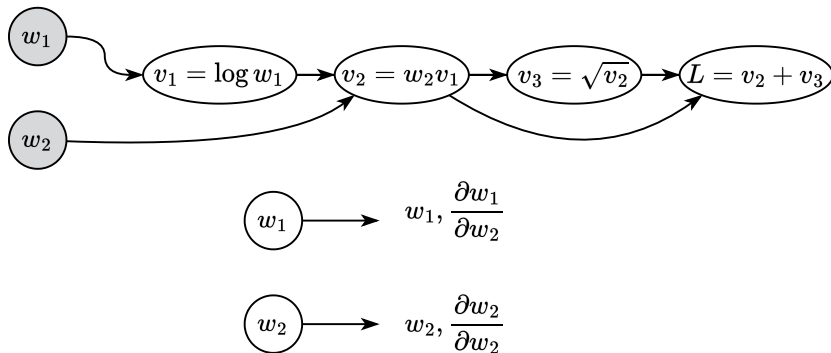 w₁
v₁ = log w₁
v₂ = w₂v₁
v₃ = √v₂
L = v₂ + v₃
w₂
w₁
w₁, ∂w₁/∂w₂
w₂
w₂, ∂w₂/∂w₂